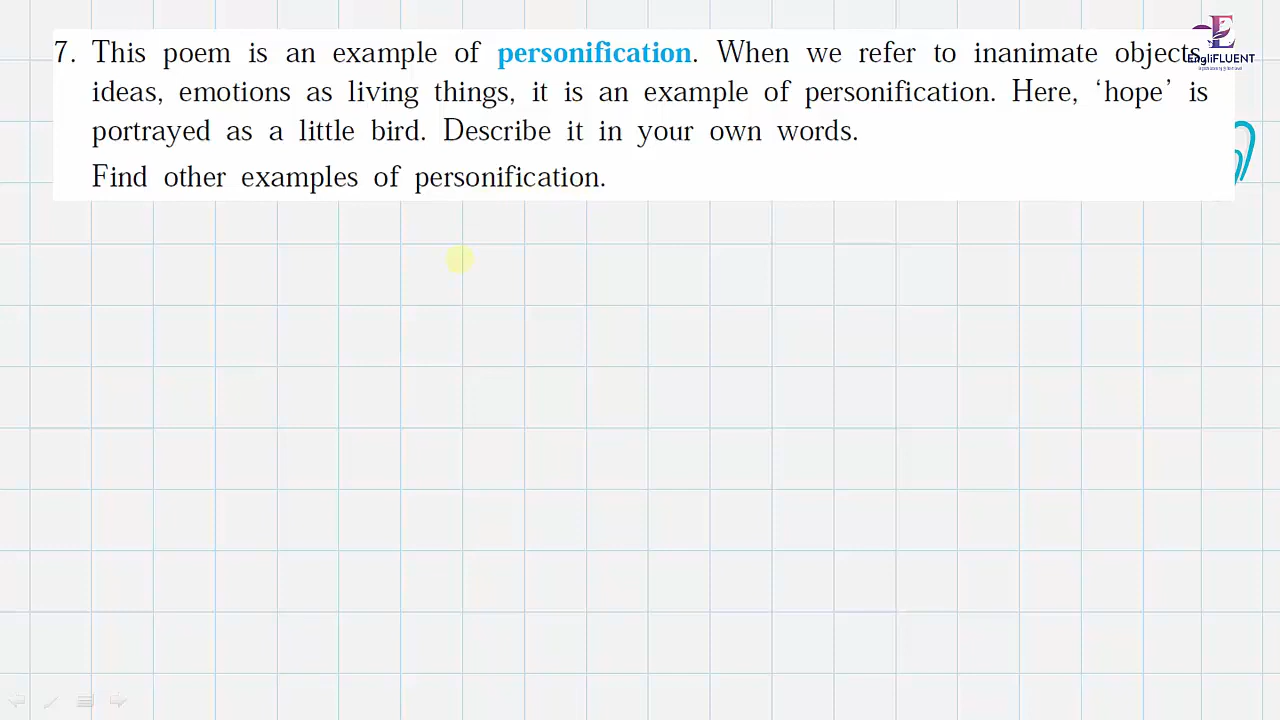 7. This poem is an example of personification. When we refer to inanimate objects,
ideas, emotions as living things, it is an example of personification. Here, ‘hope’ is
portrayed as a little bird. Describe it in your own words.
Find other examples of personification.
E
EngliFLUENT